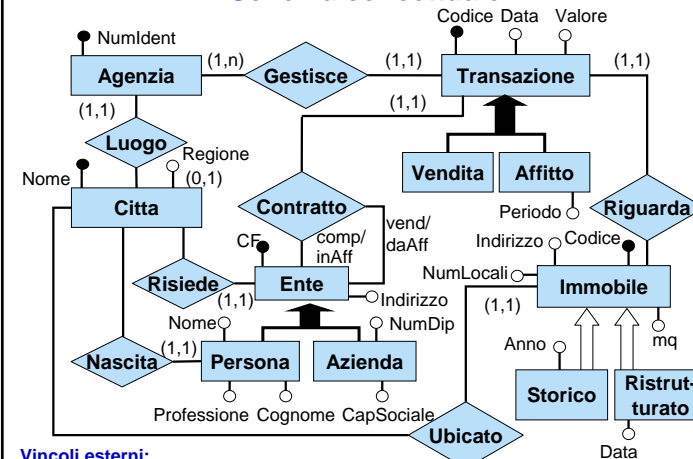 Codice Data Valore
NumIdent
Agenzia (1,n) Gestisce (1,1) Transazione (1,1)
(1,1) (1,1)
Luogo
Regione
Nome (0,1)
Vendita Affitto
Citta Contratto Periodo Riguarda
vend/
daAff
comp/
inAff
CF
Indirizzo Codice
NumLocali
Risiede (1,1) Ente (1,1) Immobile
Indirizzo
Nome NumDip mq
Anno
Nascita (1,1) Persona Azienda
Storico Ristrut-
turato
Professione Cognome CapSociale
Ubicato
Data
Vincoli esterni: